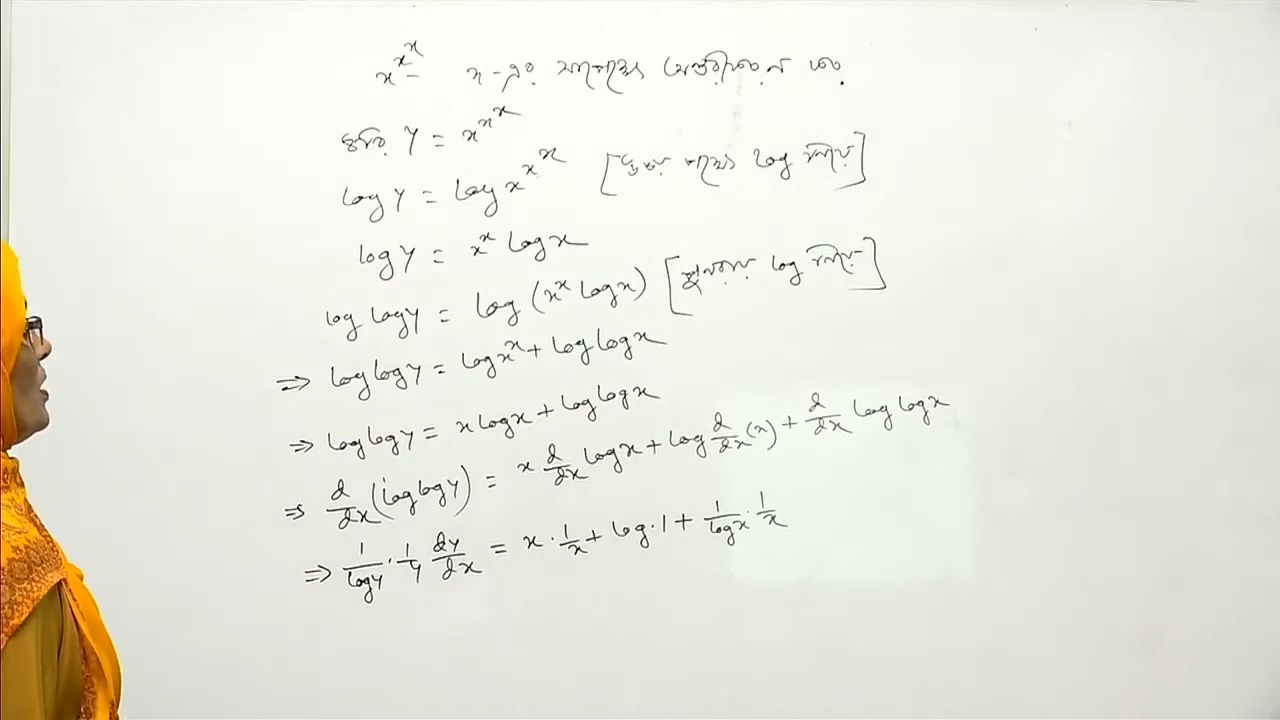 x^{x^x} x-এর সাপেক্ষে অন্তরীকরণ কর.
ধরি, y = x^{x^x}
log y = log x^{x^x} [উভয় পক্ষে log নিয়ে]
log y = x^x log x
log log y = log (x^x log x) [পুনরায় log নিয়ে]
⇒ log log y = log x^x + log log x
⇒ log log y = x log x + log log x
⇒ d/dx (log log y) = x d/dx log x + log d/dx (x) + d/dx log log x
⇒ 1/log y · 1/y dy/dx = x · 1/x + log · 1 + 1/log x · 1/x